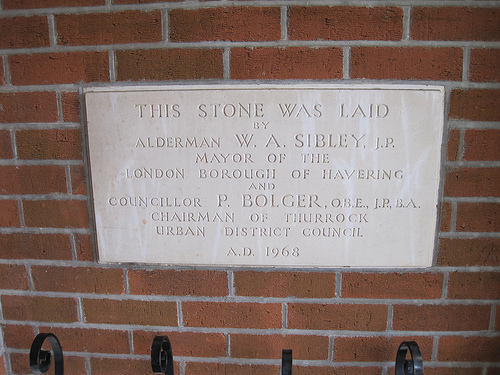 THIS STONE WAS LAID
BY
ALDERMAN W. A. SIBLEY, J.P.
MAYOR OF THE
LONDON BOROUGH OF HAVERING
AND
COUNCILLOR P. BOLGER, O.B.E., J.P., B.A.
CHAIRMAN OF THURROCK
URBAN DISTRICT COUNCIL
A.D. 1968